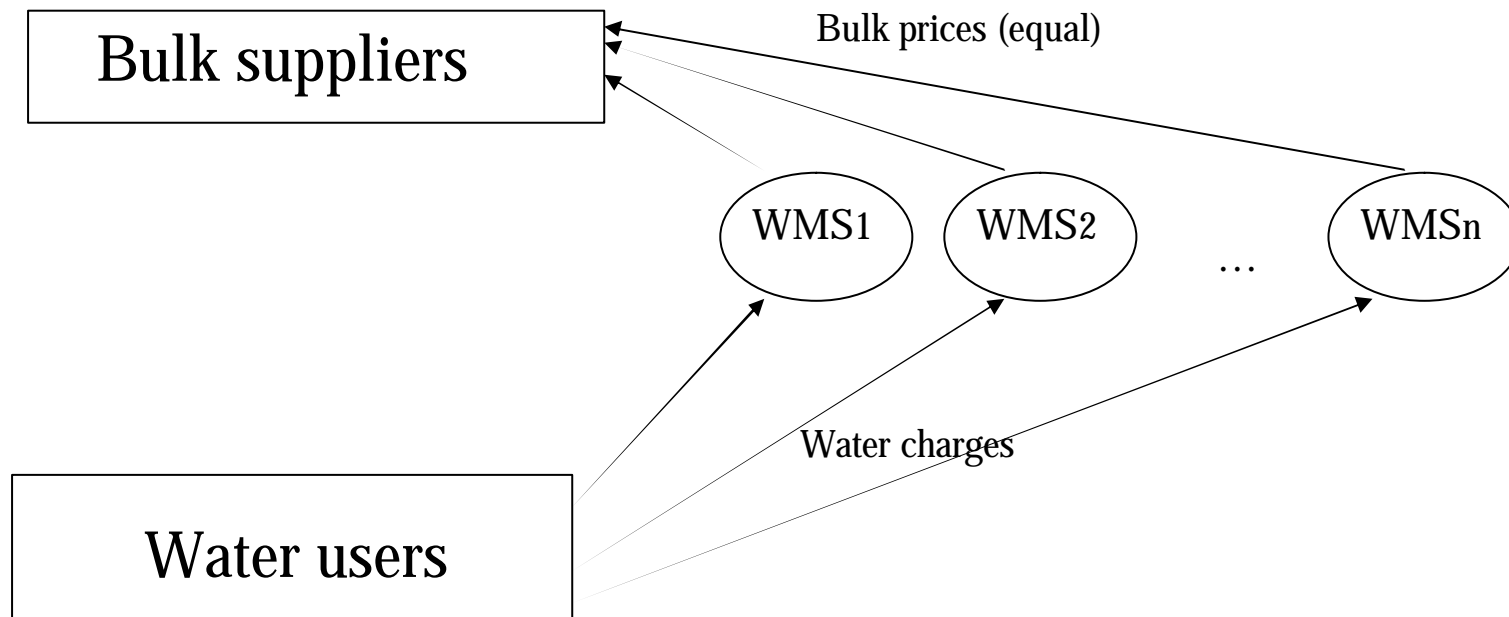 Bulk prices (equal)
Bulk suppliers
WMS1
WMS2
...
WMSn
Water charges
Water users